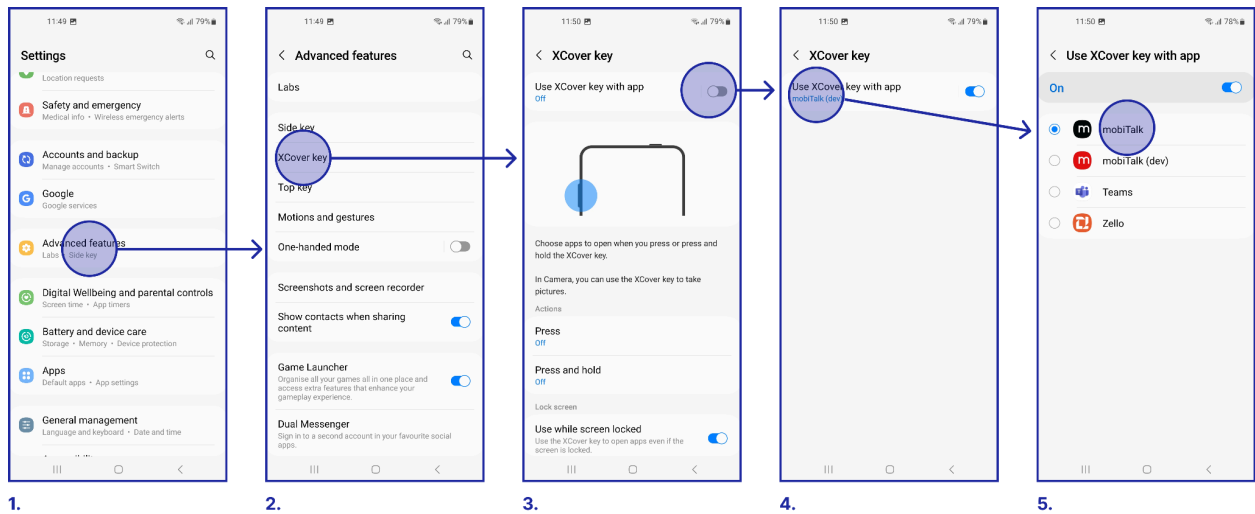 11:49
79%
Settings
Location requests
Safety and emergency
Medical info • Wireless emergency alerts
Accounts and backup
Manage accounts • Smart Switch
Google
Google services
Advanced features
Labs • Side key
Digital Wellbeing and parental controls
Screen time • App timers
Battery and device care
Storage • Memory • Device protection
Apps
Default apps • App settings
General management
Language and keyboard • Date and time
1.
11:49
79%
Advanced features
Labs
Side key
XCover key
Top key
Motions and gestures
One-handed mode
Screenshots and screen recorder
Show contacts when sharing
content
Game Launcher
Organise all your games all in one place and
access extra features that enhance your
gameplay experience.
Dual Messenger
Sign in to a second account in your favourite social
apps.
2.
11:50
79%
XCover key
Use XCover key with app
Off
Choose apps to open when you press or press and
hold the XCover key.
In Camera, you can use the XCover key to take
pictures.
Actions
Press
Off
Press and hold
Off
Lock screen
Use while screen locked
Use the XCover key to open apps even if the
screen is locked.
3.
11:50
79%
XCover key
Use XCover key with app
mobiTalk (dev)
4.
11:50
78%
Use XCover key with app
On
mobiTalk
mobiTalk (dev)
Teams
Zello
5.